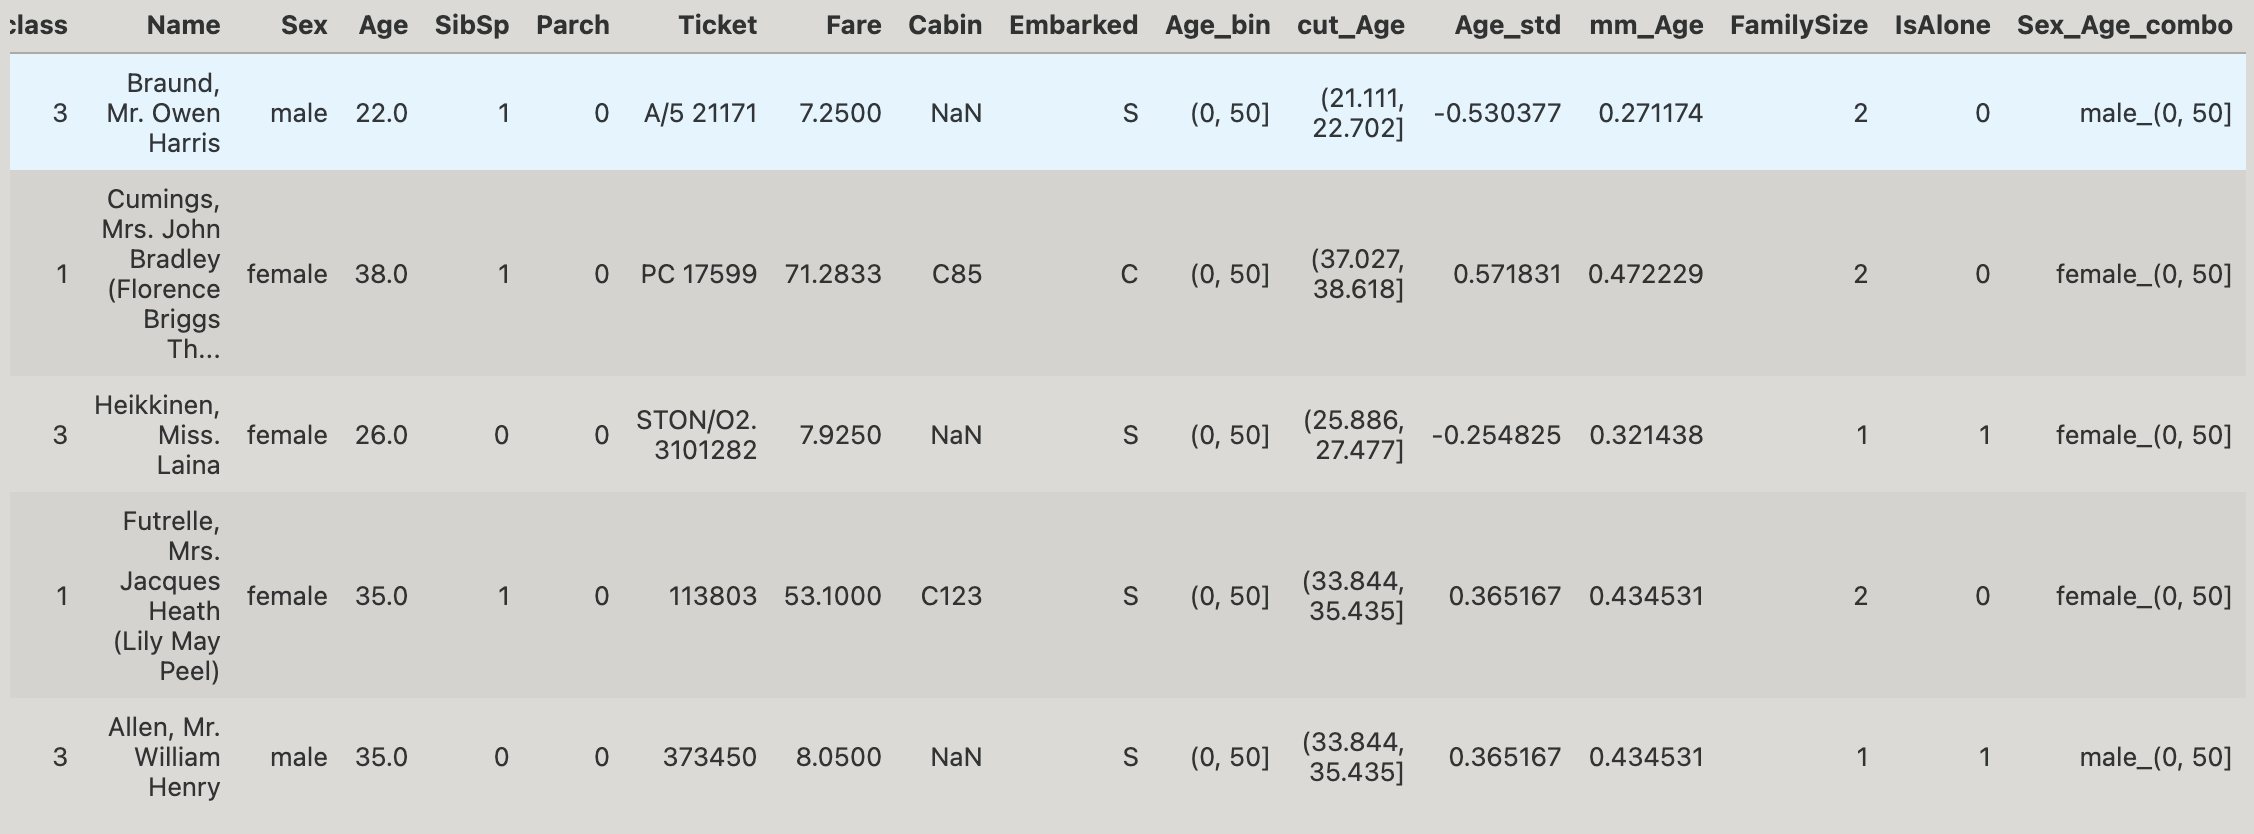 class Name Sex Age SibSp Parch Ticket Fare Cabin Embarked Age_bin cut_Age Age_std mm_Age FamilySize IsAlone Sex_Age_combo
3 Braund, Mr. Owen Harris male 22.0 1 0 A/5 21171 7.2500 NaN S (0, 50] (21.111, 22.702] -0.530377 0.271174 2 0 male_(0, 50]
1 Cumings, Mrs. John Bradley (Florence Briggs Th... female 38.0 1 0 PC 17599 71.2833 C85 C (0, 50] (37.027, 38.618] 0.571831 0.472229 2 0 female_(0, 50]
3 Heikkinen, Miss. Laina female 26.0 0 0 STON/O2. 3101282 7.9250 NaN S (0, 50] (25.886, 27.477] -0.254825 0.321438 1 1 female_(0, 50]
1 Futrelle, Mrs. Jacques Heath (Lily May Peel) female 35.0 1 0 113803 53.1000 C123 S (0, 50] (33.844, 35.435] 0.365167 0.434531 2 0 female_(0, 50]
3 Allen, Mr. William Henry male 35.0 0 0 373450 8.0500 NaN S (0, 50] (33.844, 35.435] 0.365167 0.434531 1 1 male_(0, 50]